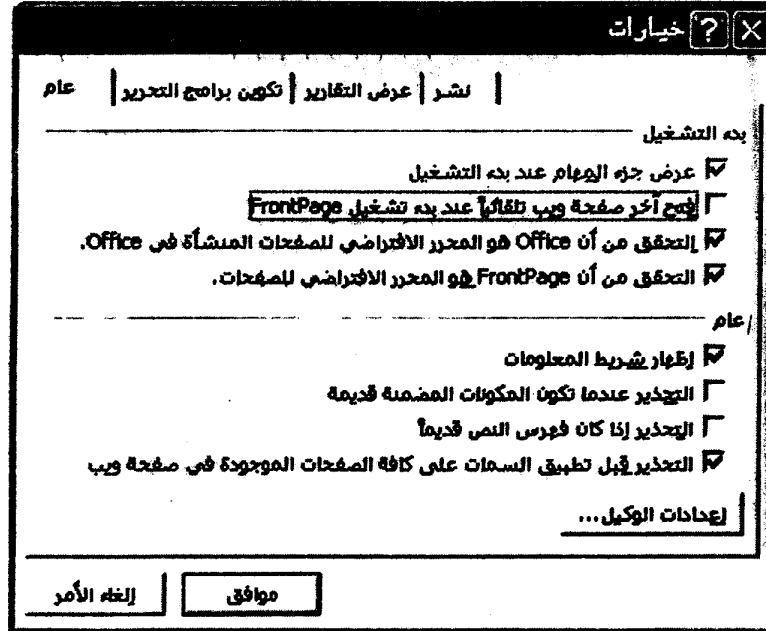 خيارات
عام | تكوين برامج التحرير | عرض التقارير | نشر
بدء التشغيل
عرض جزء المهام عند بدء التشغيل
إفتح آخر صفحة ويب تلقائياً عند بدء تشغيل FrontPage
إلتحقق من أن Office هو المحرر الافتراضي للصفحات المنشأة في Office.
التحقق من أن FrontPage هو المحرر الافتراضي للصفحات.
عام
إظهار شريط المعلومات
التحذير عندما تكون المكونات المضمنة قديمة
التحذير إذا كان فهرس النص قديماً
التحذير قبل تطبيق السمات على كافة الصفحات الموجودة في صفحة ويب
إعدادات الوكيل...
موافق
إلغاء الأمر